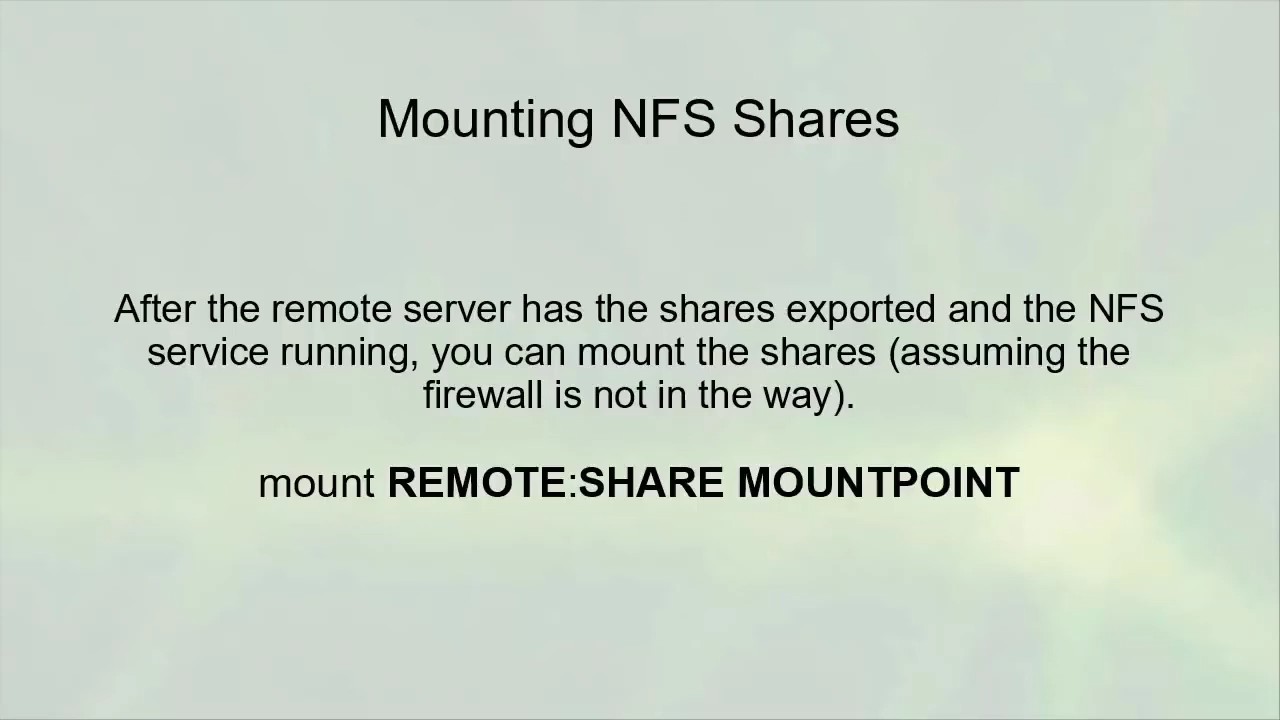 Mounting NFS Shares
After the remote server has the shares exported and the NFS
service running, you can mount the shares (assuming the
firewall is not in the way).
mount REMOTE:SHARE MOUNTPOINT